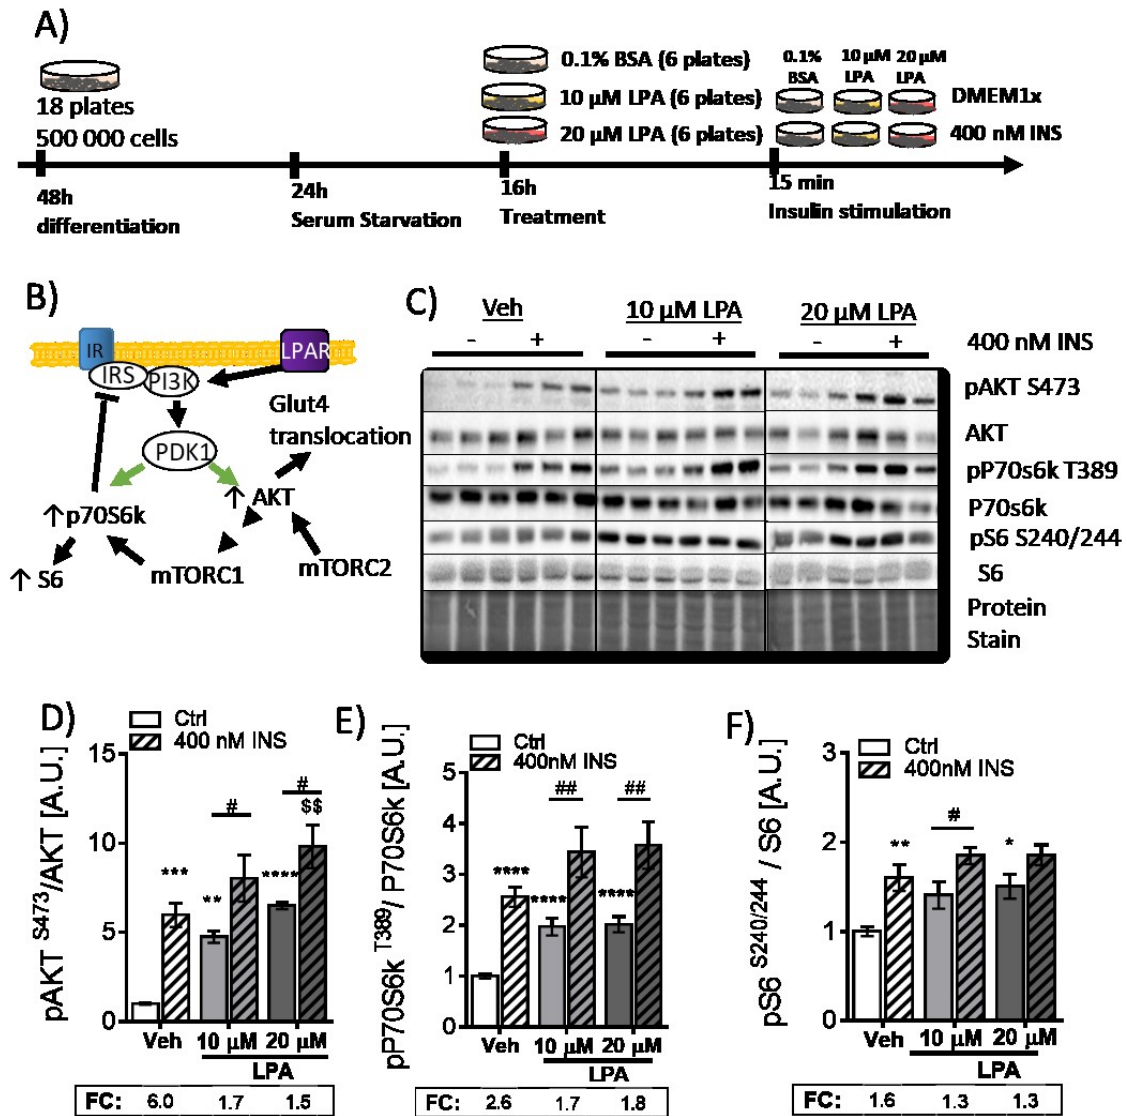 A)
18 plates
500 000 cells
0.1% BSA (6 plates)
10 µM LPA (6 plates)
20 µM LPA (6 plates)
0.1% 10 µM 20 µM
BSA LPA LPA
DMEM1x
400 nM INS
48h
differentiation
24h
Serum Starvation
16h
Treatment
15 min
Insulin stimulation
B)
IR
LPAR
IRS
PI3K
Glut4
translocation
PDK1
↑ AKT
↑p70S6k
↑ S6
mTORC1
mTORC2
C)
Veh 10 µM LPA 20 µM LPA
- + - + - + 400 nM INS
pAKT S473
AKT
pP70s6k T389
P70s6k
pS6 S240/244
S6
Protein
Stain
D)
Ctrl
400 nM INS
pAKT S473/AKT [A.U.]
15
10
5
0
***
**
#
****
#
$$
Veh 10 µM 20 µM
LPA
FC: 6.0 1.7 1.5
E)
Ctrl
400nM INS
pP70S6k T389/ P70S6k [A.U.]
5
4
3
2
1
0
****
****
##
****
##
Veh 10 µM 20 µM
LPA
FC: 2.6 1.7 1.8
F)
Ctrl
400nM INS
pS6 S240/244 / S6 [A.U.]
3
2
1
0
**
#
*
Veh 10 µM 20 µM
LPA
FC: 1.6 1.3 1.3